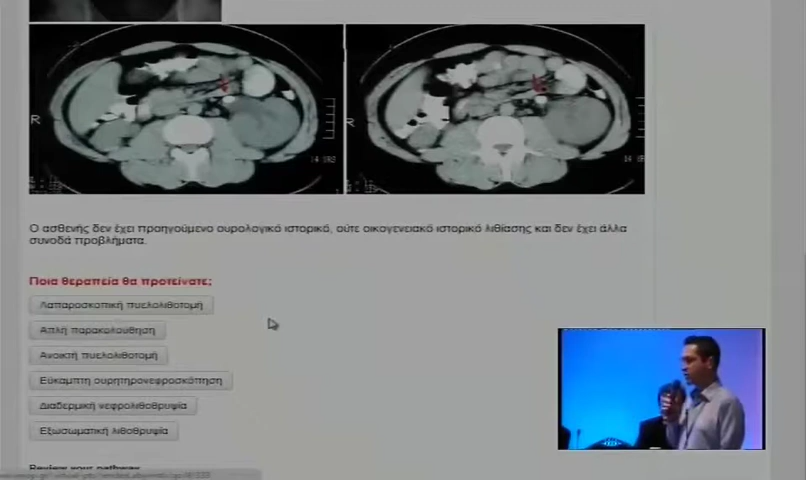 R
R
Ο ασθενής δεν έχει προηγούμενο ουρολογικό ιστορικό, ούτε οικογενειακό ιστορικό λιθίασης και δεν έχει άλλα
συνοδά προβλήματα.
Ποια θεραπεία θα προτείνατε;
Λαπαροσκοπική πυελολιθοτομή
Απλή παρακολούθηση
Ανοικτή πυελολιθοτομή
Εύκαμπτη ουρητηρονεφροσκόπηση
Διαδερμική νεφρολιθοθρυψία
Εξωσωματική λιθοθρυψία
Review your pathway